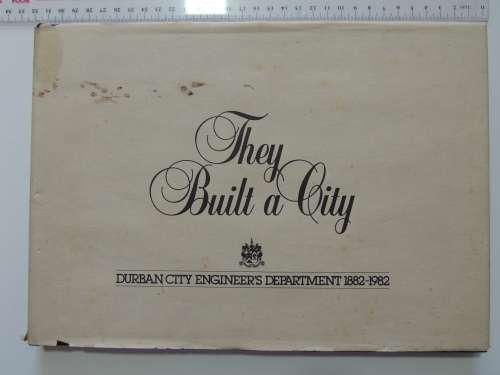 They
Built a City
DURBAN CITY ENGINEER'S DEPARTMENT 1882-1982